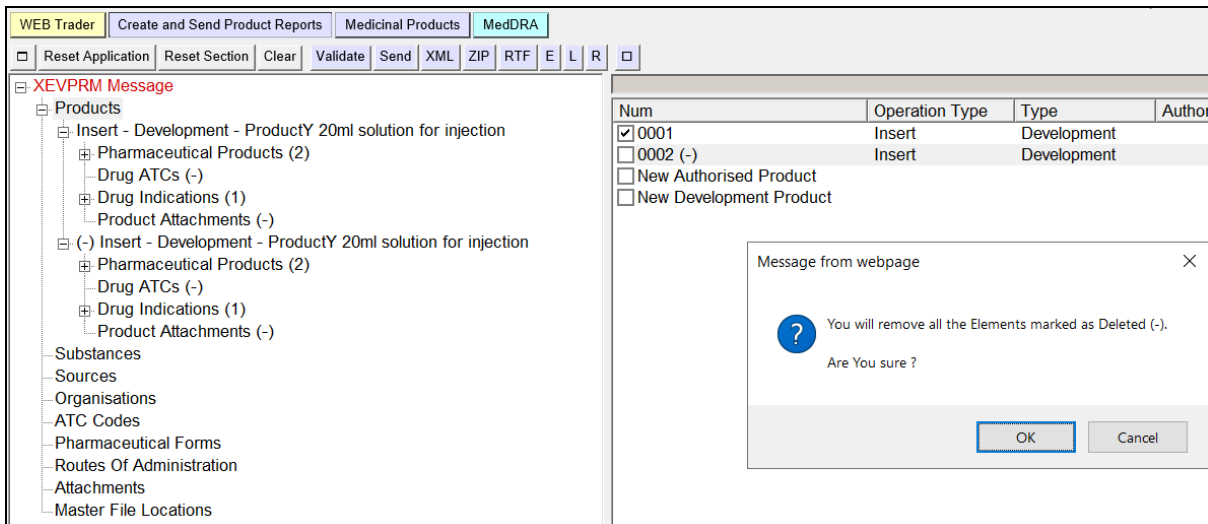 WEB Trader Create and Send Product Reports Medicinal Products MedDRA
Reset Application Reset Section Clear Validate Send XML ZIP RTF E L R
XEVPRM Message
Products
Insert - Development - ProductY 20ml solution for injection
Pharmaceutical Products (2)
Drug ATCs (-)
Drug Indications (1)
Product Attachments (-)
(-) Insert - Development - ProductY 20ml solution for injection
Pharmaceutical Products (2)
Drug ATCs (-)
Drug Indications (1)
Product Attachments (-)
Substances
Sources
Organisations
ATC Codes
Pharmaceutical Forms
Routes Of Administration
Attachments
Master File Locations
Num Operation Type Type Author
0001 Insert Development
0002 (-) Insert Development
New Authorised Product
New Development Product
Message from webpage
You will remove all the Elements marked as Deleted (-).
Are You sure ?
OK Cancel